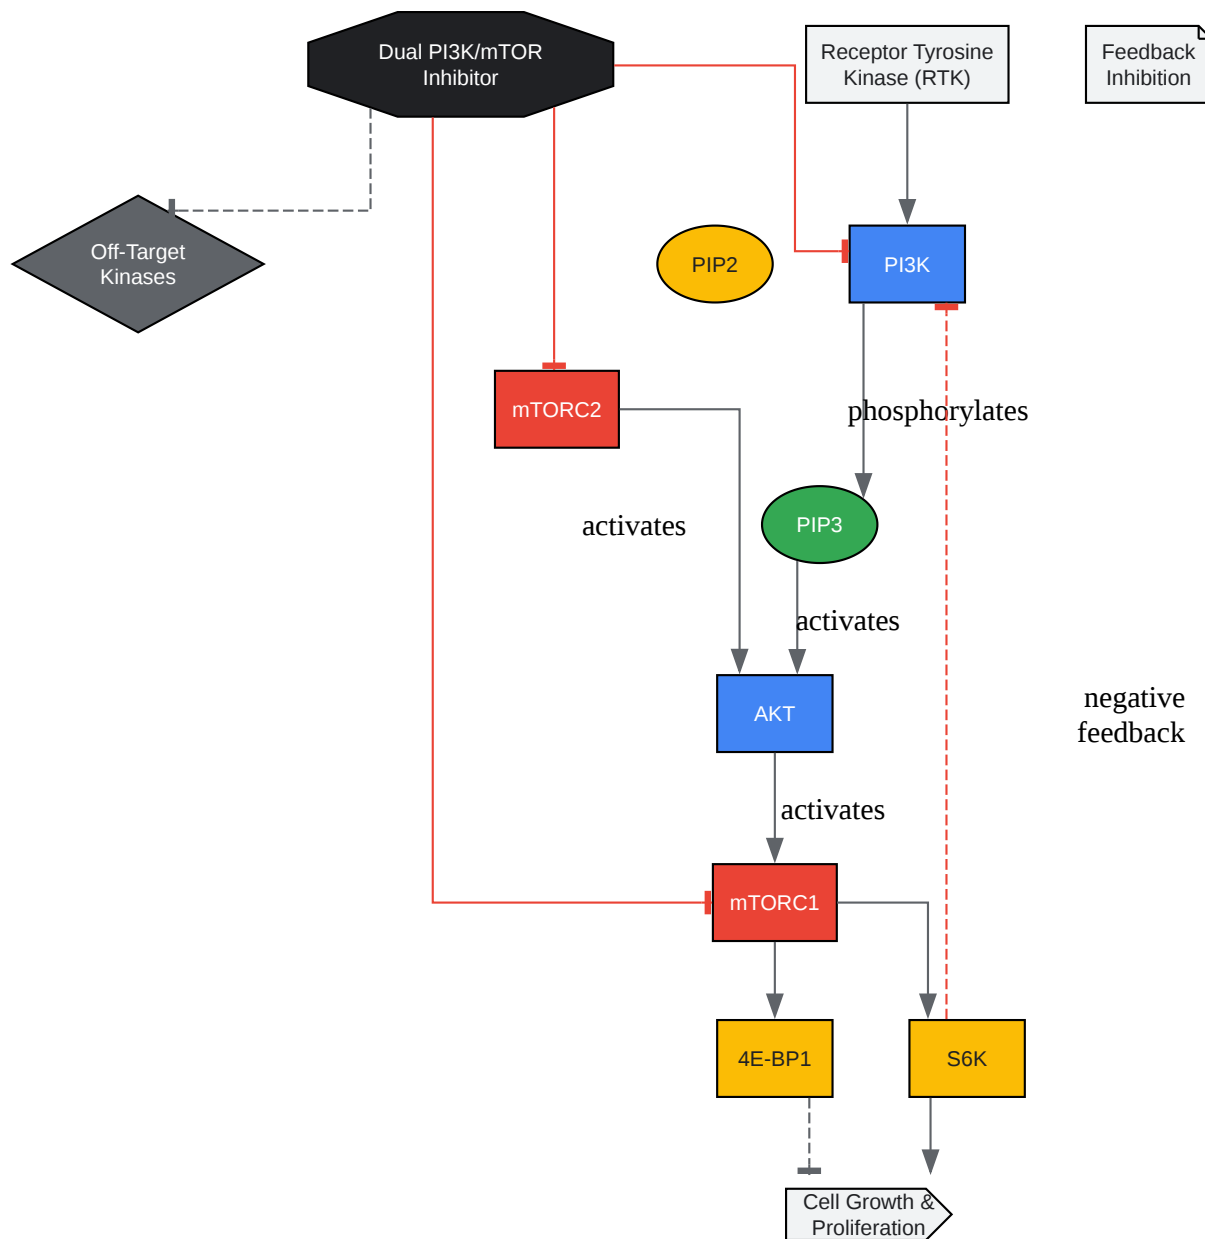 Dual PI3K/mTOR
Inhibitor
Receptor Tyrosine
Kinase (RTK)
Feedback
Inhibition
Off-Target
Kinases
PIP2
PI3K
mTORC2
phosphorylates
activates
PIP3
activates
AKT
negative
feedback
activates
mTORC1
4E-BP1
S6K
Cell Growth &
Proliferation